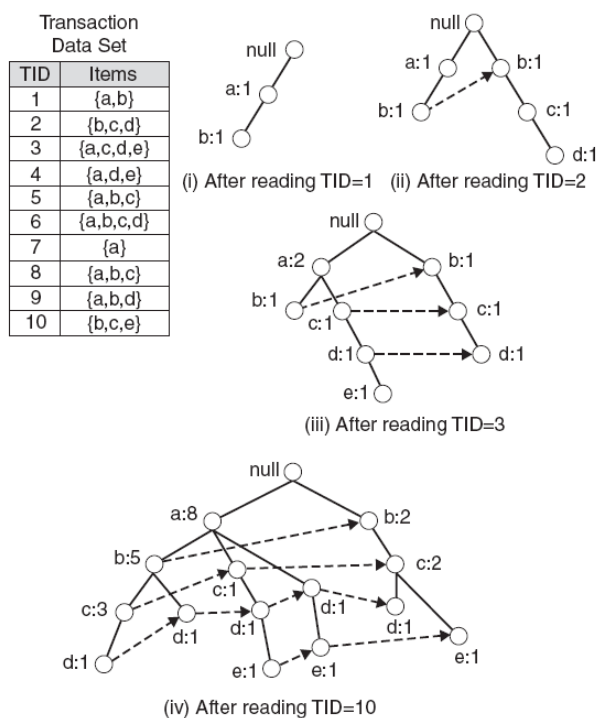 Transaction
Data Set
TID Items
1 {a,b}
2 {b,c,d}
3 {a,c,d,e}
4 {a,d,e}
5 {a,b,c}
6 {a,b,c,d}
7 {a}
8 {a,b,c}
9 {a,b,d}
10 {b,c,e}
null
a:1
b:1
(i) After reading TID=1
null
a:1 b:1
b:1 c:1
d:1
(ii) After reading TID=2
null
a:2 b:1
b:1 c:1 c:1
d:1 d:1
e:1
(iii) After reading TID=3
null
a:8 b:2
b:5 c:2
c:1
c:3 d:1 d:1 d:1 d:1
d:1 e:1 e:1 e:1
(iv) After reading TID=10